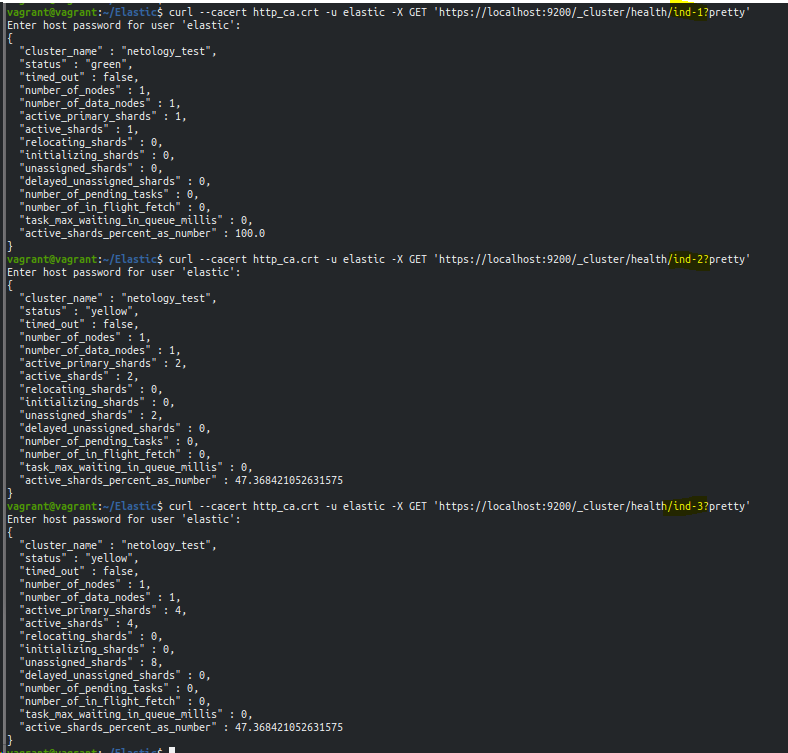 vagrant@vagrant:~/Elastic$ curl --cacert http_ca.crt -u elastic -X GET 'https://localhost:9200/_cluster/health/ind-1?pretty'
Enter host password for user 'elastic':
{
  "cluster_name" : "netology_test",
  "status" : "green",
  "timed_out" : false,
  "number_of_nodes" : 1,
  "number_of_data_nodes" : 1,
  "active_primary_shards" : 1,
  "active_shards" : 1,
  "relocating_shards" : 0,
  "initializing_shards" : 0,
  "unassigned_shards" : 0,
  "delayed_unassigned_shards" : 0,
  "number_of_pending_tasks" : 0,
  "number_of_in_flight_fetch" : 0,
  "task_max_waiting_in_queue_millis" : 0,
  "active_shards_percent_as_number" : 100.0
}
vagrant@vagrant:~/Elastic$ curl --cacert http_ca.crt -u elastic -X GET 'https://localhost:9200/_cluster/health/ind-2?pretty'
Enter host password for user 'elastic':
{
  "cluster_name" : "netology_test",
  "status" : "yellow",
  "timed_out" : false,
  "number_of_nodes" : 1,
  "number_of_data_nodes" : 1,
  "active_primary_shards" : 2,
  "active_shards" : 2,
  "relocating_shards" : 0,
  "initializing_shards" : 0,
  "unassigned_shards" : 2,
  "delayed_unassigned_shards" : 0,
  "number_of_pending_tasks" : 0,
  "number_of_in_flight_fetch" : 0,
  "task_max_waiting_in_queue_millis" : 0,
  "active_shards_percent_as_number" : 47.368421052631575
}
vagrant@vagrant:~/Elastic$ curl --cacert http_ca.crt -u elastic -X GET 'https://localhost:9200/_cluster/health/ind-3?pretty'
Enter host password for user 'elastic':
{
  "cluster_name" : "netology_test",
  "status" : "yellow",
  "timed_out" : false,
  "number_of_nodes" : 1,
  "number_of_data_nodes" : 1,
  "active_primary_shards" : 4,
  "active_shards" : 4,
  "relocating_shards" : 0,
  "initializing_shards" : 0,
  "unassigned_shards" : 8,
  "delayed_unassigned_shards" : 0,
  "number_of_pending_tasks" : 0,
  "number_of_in_flight_fetch" : 0,
  "task_max_waiting_in_queue_millis" : 0,
  "active_shards_percent_as_number" : 47.368421052631575
}
vagrant@vagrant:~/Elastic$